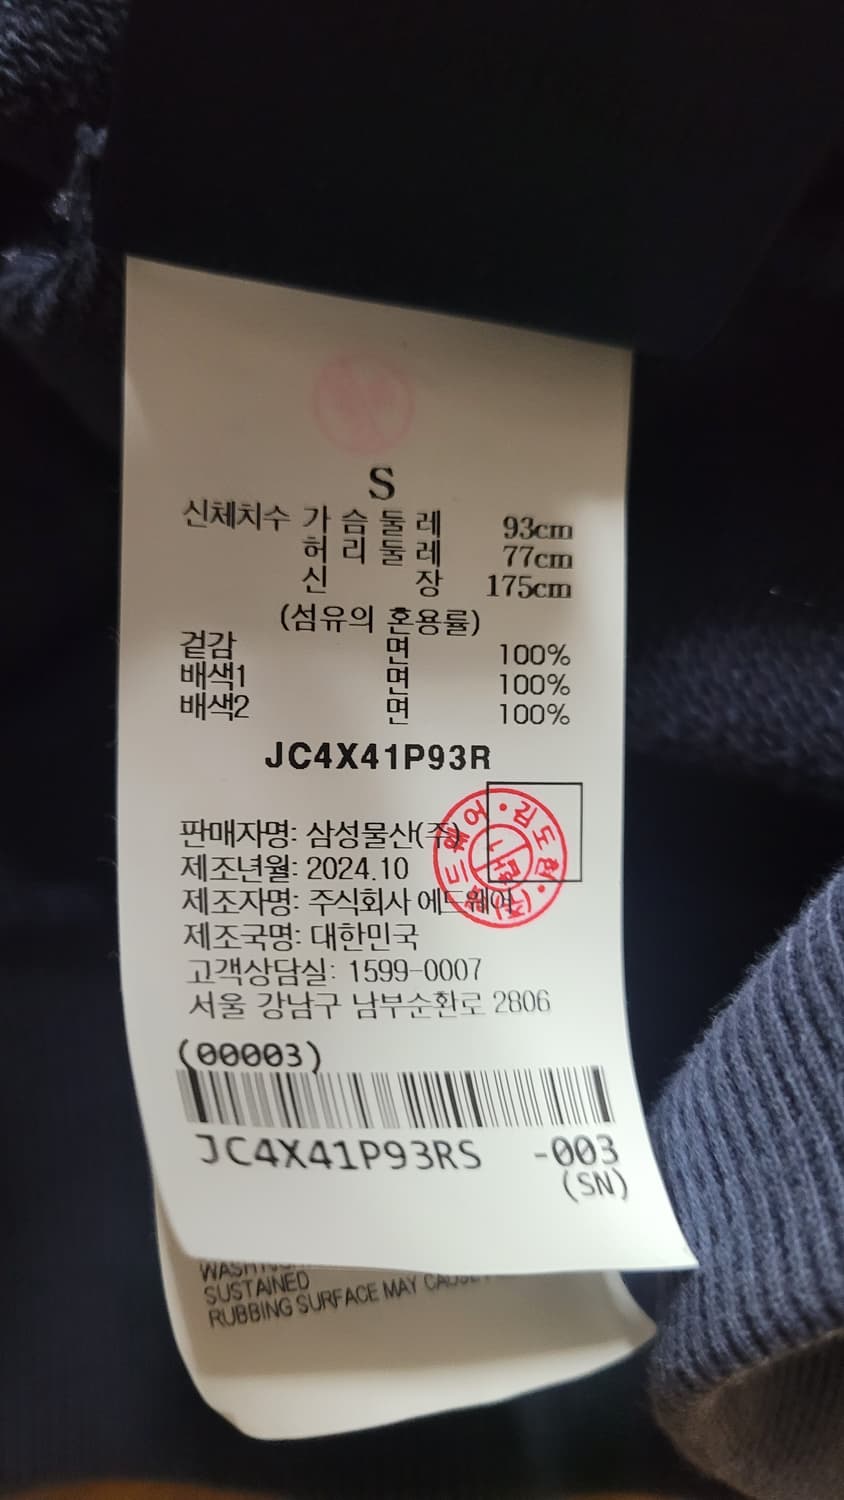 S
신체치수 가슴둘레 93cm
허리둘레 77cm
신장 175cm
(섬유의 혼용률)
겉감 면 100%
배색1 면 100%
배색2 면 100%
JC4X41P93R
판매자명: 삼성물산(주)
제조년월: 2024.10
제조자명: 주식회사 에드웨어
제조국명: 대한민국
고객상담실: 1599-0007
서울 강남구 남부순환로 2806
(00003)
JC4X41P93RS -003
(SN)
SUSTAINED
RUBBING SURFACE MAY